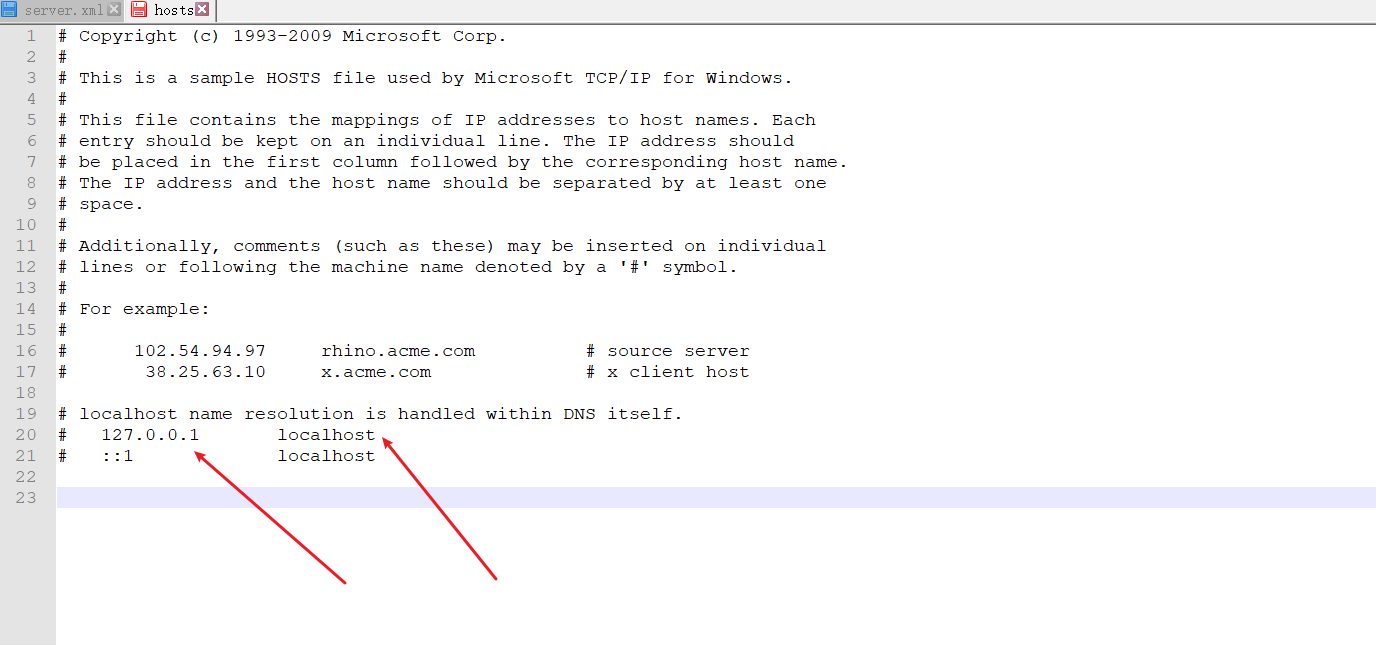 server.xml hosts
1 # Copyright (c) 1993-2009 Microsoft Corp.
2 #
3 # This is a sample HOSTS file used by Microsoft TCP/IP for Windows.
4 #
5 # This file contains the mappings of IP addresses to host names. Each
6 # entry should be kept on an individual line. The IP address should
7 # be placed in the first column followed by the corresponding host name.
8 # The IP address and the host name should be separated by at least one
9 # space.
10 #
11 # Additionally, comments (such as these) may be inserted on individual
12 # lines or following the machine name denoted by a '#' symbol.
13 #
14 # For example:
15 #
16 #      102.54.94.97     rhino.acme.com          # source server
17 #       38.25.63.10     x.acme.com              # x client host
18
19 # localhost name resolution is handled within DNS itself.
20 #   127.0.0.1       localhost
21 #   ::1             localhost
22
23